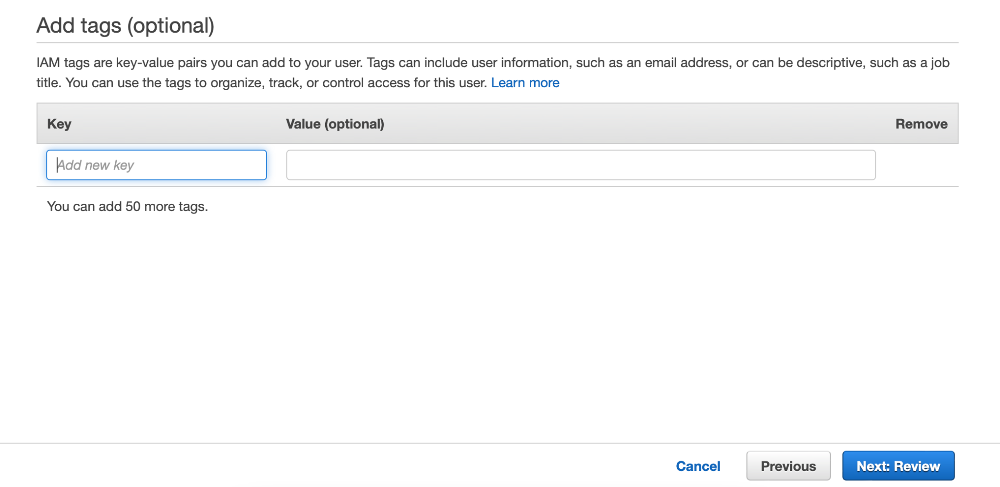 Add tags (optional)
IAM tags are key-value pairs you can add to your user. Tags can include user information, such as an email address, or can be descriptive, such as a job
title. You can use the tags to organize, track, or control access for this user. Learn more
Key Value (optional) Remove
Add new key
You can add 50 more tags.
Cancel Previous Next: Review